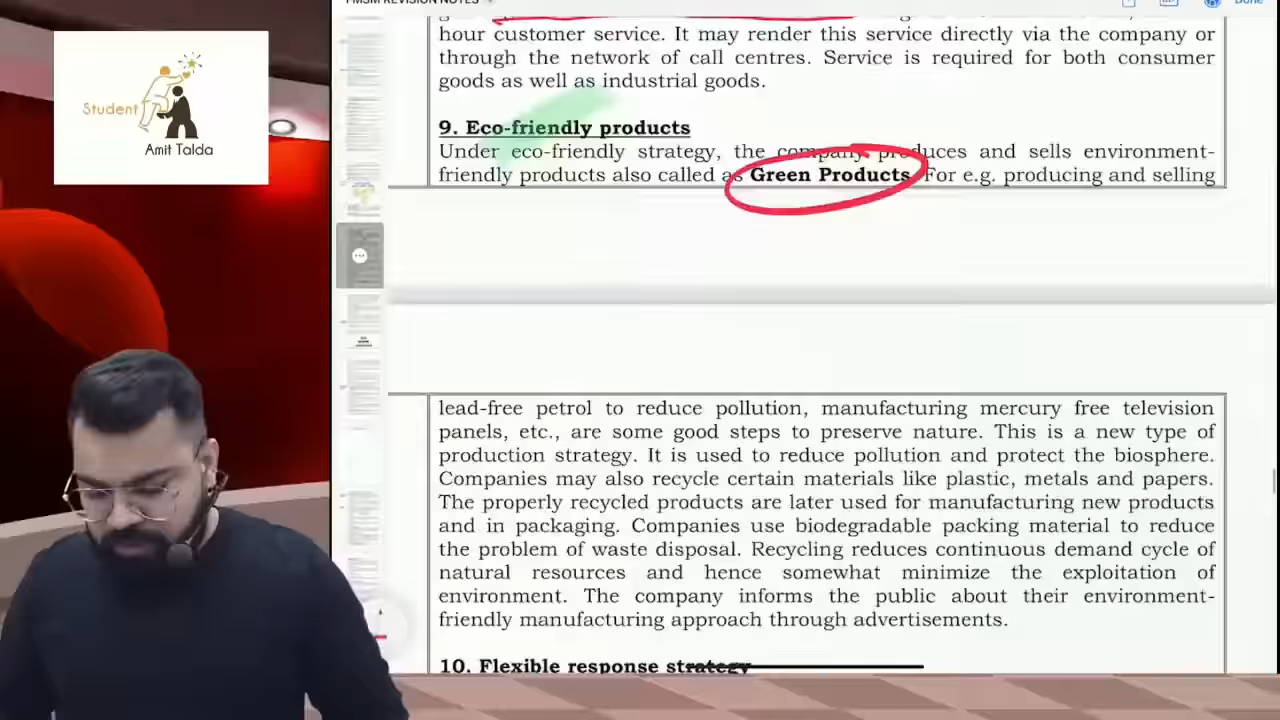 FMSM REVISION NOTES
Done
Student
Amit Talda
hour customer service. It may render this service directly via the company or
through the network of call centres. Service is required for both consumer
goods as well as industrial goods.
9. Eco-friendly products
Under eco-friendly strategy, the company produces and sells environment-
friendly products also called as Green Products. For e.g. producing and selling
lead-free petrol to reduce pollution, manufacturing mercury free television
panels, etc., are some good steps to preserve nature. This is a new type of
production strategy. It is used to reduce pollution and protect the biosphere.
Companies may also recycle certain materials like plastic, metals and papers.
The properly recycled products are later used for manufacturing new products
and in packaging. Companies use biodegradable packing material to reduce
the problem of waste disposal. Recycling reduces continuous demand cycle of
natural resources and hence somewhat minimize the exploitation of
environment. The company informs the public about their environment-
friendly manufacturing approach through advertisements.
10. Flexible response strategy